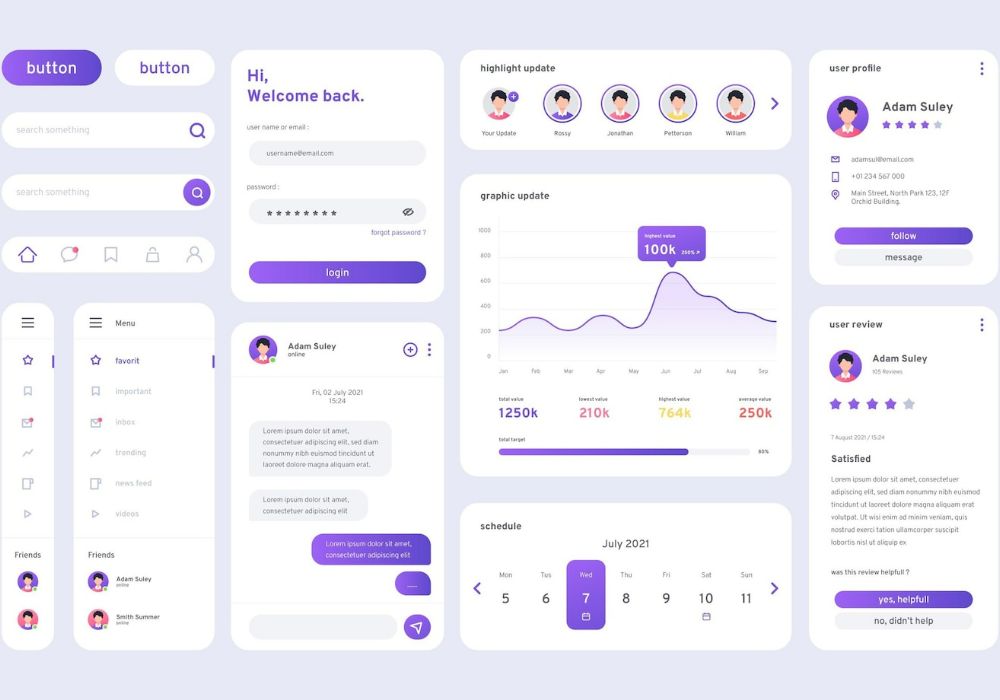 button
button
search something
search something
Menu
favorit
important
inbox
trending
news feed
videos
Friends
Friends
Adam Suley
online
Smith Summer
online
Hi,
Welcome back.
user name or email :
username@email.com
password :
* * * * * * * *
forgot password ?
login
Adam Suley
online
Fri, 02 July 2021
15:24
Lorem ipsum dolor sit amet,
consectetuer adipiscing elit, sed diam
nonummy nibh euismod tincidunt ut
laoreet dolore magna aliquam erat.
Lorem ipsum dolor sit amet,
consectetuer adipiscing elit
Lorem ipsum dolor sit amet,
consectetuer adipiscing elit
highlight update
Your Update
Rossy
Jonathan
Petterson
William
graphic update
1000
800
600
400
200
0
highest value
100k 250%
Jan Feb Mar Apr May Jun Jul Aug Sep
total value
1250k
lowest value
210k
highest value
764k
average value
250k
total target
80%
schedule
July 2021
Mon Tus Wed Thu Fri Sat Sun
5 6 7 8 9 10 11
user profile
Adam Suley
adamsul@email.com
+01 234 567 000
Main Street, North Park 123, 12F
Orchid Building.
follow
message
user review
Adam Suley
105 Reviews
7 August 2021 / 15:24
Satisfied
Lorem ipsum dolor sit amet, consectetuer
adipiscing elit, sed diam nonummy nibh euismod
tincidunt ut laoreet dolore magna aliquam erat
volutpat. Ut wisi enim ad minim veniam, quis
nostrud exerci tation ullamcorper suscipit
lobortis nisl ut aliquip ex
was this review helpfull ?
yes, helpfull
no, didn't help